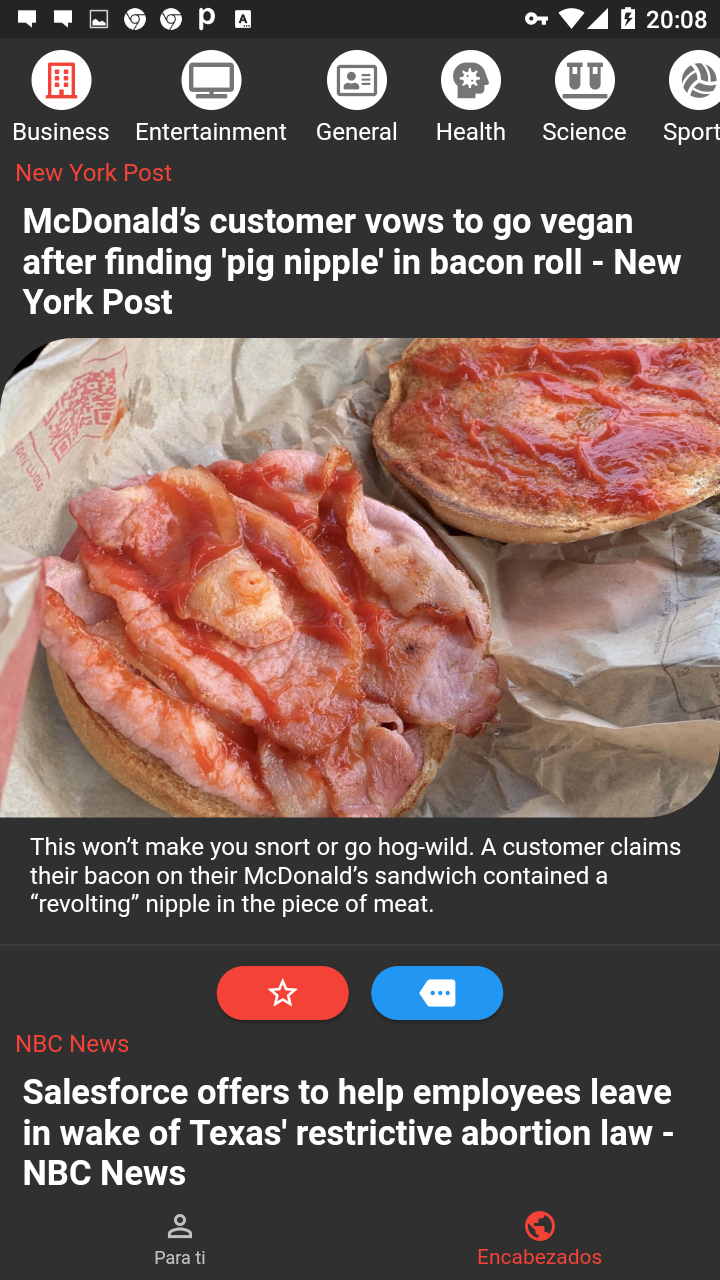 20:08
Business Entertainment General Health Science Sport
New York Post
McDonald’s customer vows to go vegan
after finding 'pig nipple' in bacon roll - New
York Post
This won’t make you snort or go hog-wild. A customer claims
their bacon on their McDonald’s sandwich contained a
“revolting” nipple in the piece of meat.
NBC News
Salesforce offers to help employees leave
in wake of Texas' restrictive abortion law -
NBC News
Para ti Encabezados